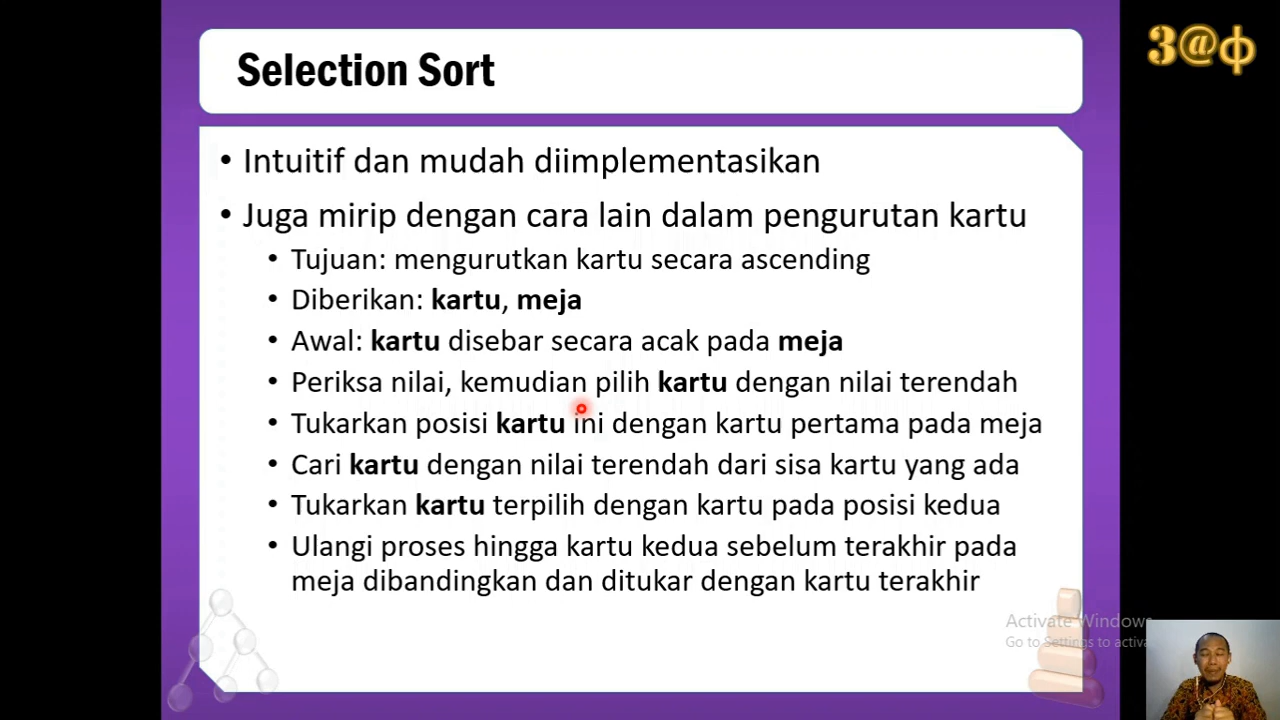 3@ф
Selection Sort
• Intuitif dan mudah diimplementasikan
• Juga mirip dengan cara lain dalam pengurutan kartu
• Tujuan: mengurutkan kartu secara ascending
• Diberikan: kartu, meja
• Awal: kartu disebar secara acak pada meja
• Periksa nilai, kemudian pilih kartu dengan nilai terendah
• Tukarkan posisi kartu ini dengan kartu pertama pada meja
• Cari kartu dengan nilai terendah dari sisa kartu yang ada
• Tukarkan kartu terpilih dengan kartu pada posisi kedua
• Ulangi proses hingga kartu kedua sebelum terakhir pada
meja dibandingkan dan ditukar dengan kartu terakhir
Activate Windows
Go to Settings to activa